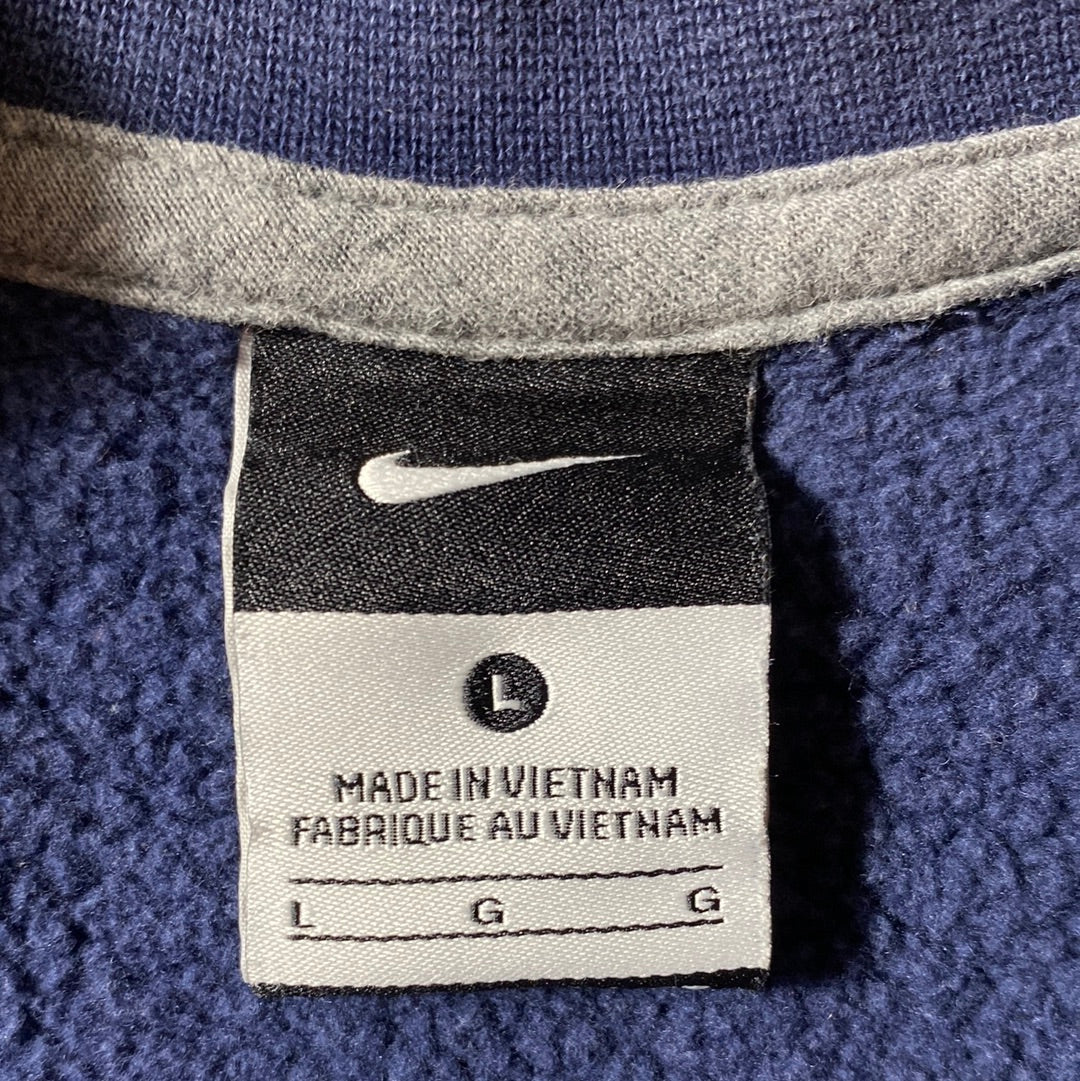 L
MADE IN VIETNAM
FABRIQUE AU VIETNAM
L G G